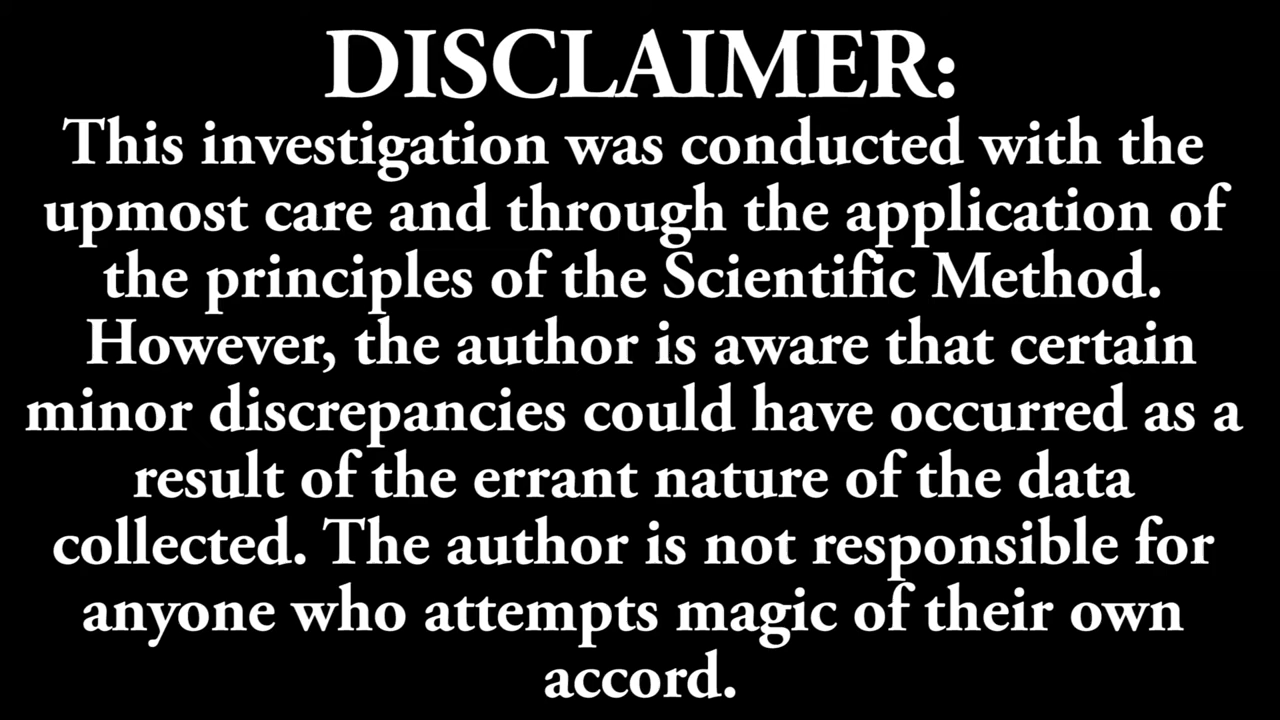 DISCLAIMER:
This investigation was conducted with the
upmost care and through the application of
the principles of the Scientific Method.
However, the author is aware that certain
minor discrepancies could have occurred as a
result of the errant nature of the data
collected. The author is not responsible for
anyone who attempts magic of their own
accord.